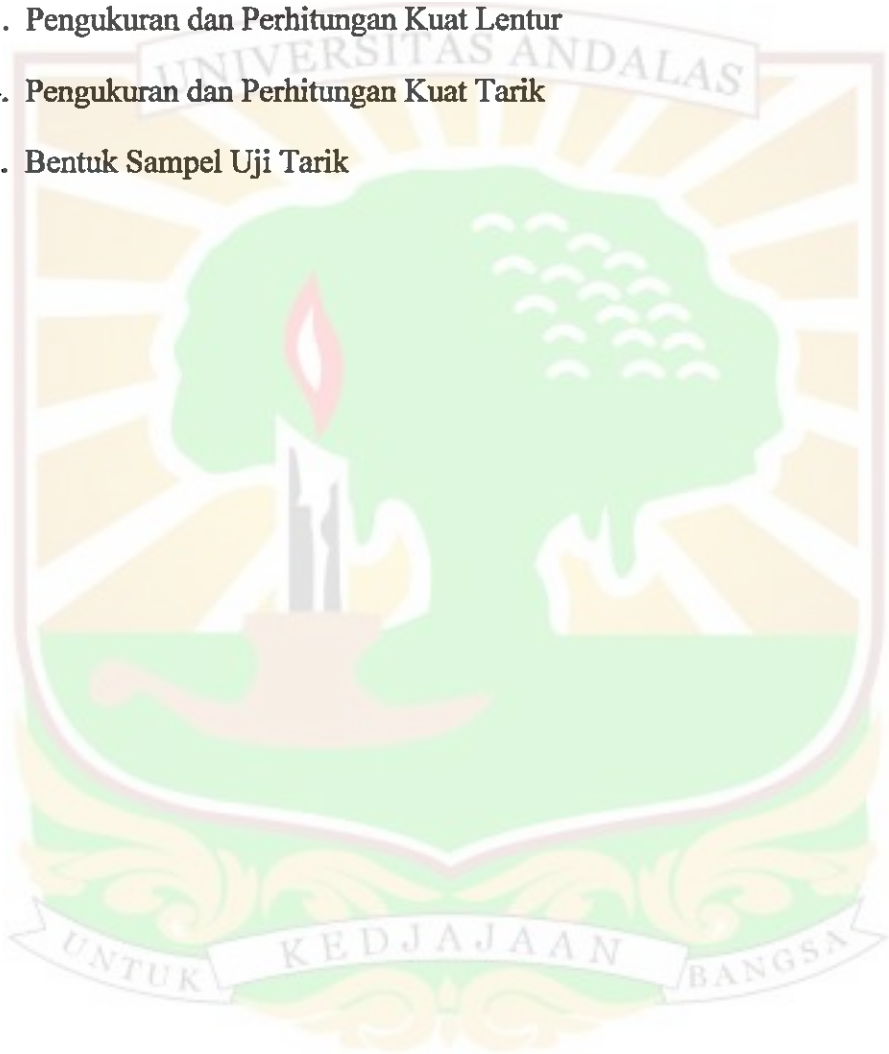 . Pengukuran dan Perhitungan Kuat Lentur
UNIVERSITAS ANDALAS
. Pengukuran dan Perhitungan Kuat Tarik
. Bentuk Sampel Uji Tarik
UNTUK KEDJAJAAN BANGSA